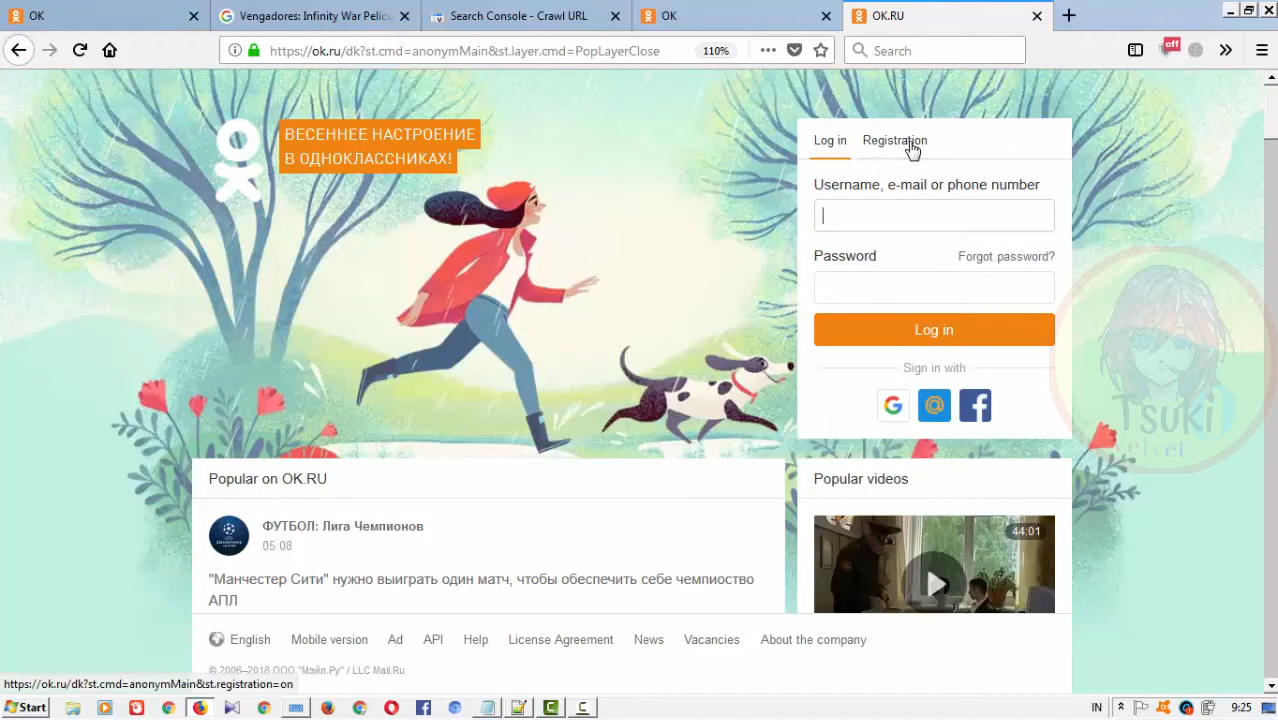 OK
Vengadores: Infinity War Pelícu
Search Console - Crawl URL
OK
OK.RU
https://ok.ru/dk?st.cmd=anonymMain&st.layer.cmd=PopLayerClose
110%
Search
off
ВЕСЕННЕЕ НАСТРОЕНИЕ
В ОДНОКЛАССНИКАХ!
Log in
Registration
Username, e-mail or phone number
Password
Forgot password?
Log in
Sign in with
Tsuki
lvet
Popular on OK.RU
Popular videos
ФУТБОЛ: Лига Чемпионов
05:08
44:01
"Манчестер Сити" нужно выиграть один матч, чтобы обеспечить себе чемпиоство
АПЛ
English
Mobile version
Ad
API
Help
License Agreement
News
Vacancies
About the company
© 2006–2018 ООО "Мэйл.Ру" / LLC Mail.Ru
https://ok.ru/dk?st.cmd=anonymMain&st.registration=on
Start
IN
9:25